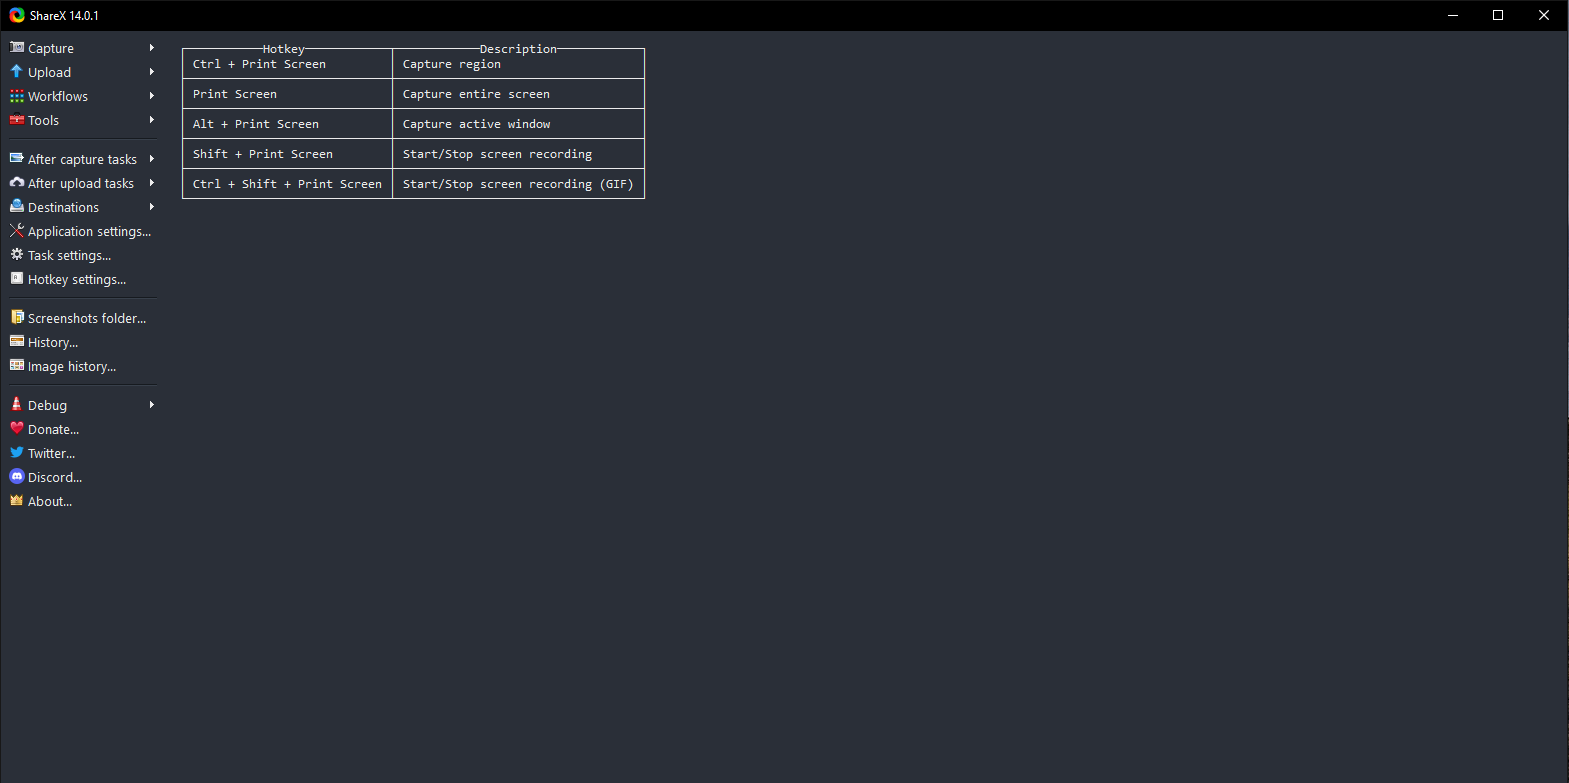 ShareX 14.0.1
Capture
Upload
Workflows
Tools
After capture tasks
After upload tasks
Destinations
Application settings...
Task settings...
Hotkey settings...
Screenshots folder...
History...
Image history...
Debug
Donate...
Twitter...
Discord...
About...
Hotkey Description
Ctrl + Print Screen Capture region
Print Screen Capture entire screen
Alt + Print Screen Capture active window
Shift + Print Screen Start/Stop screen recording
Ctrl + Shift + Print Screen Start/Stop screen recording (GIF)